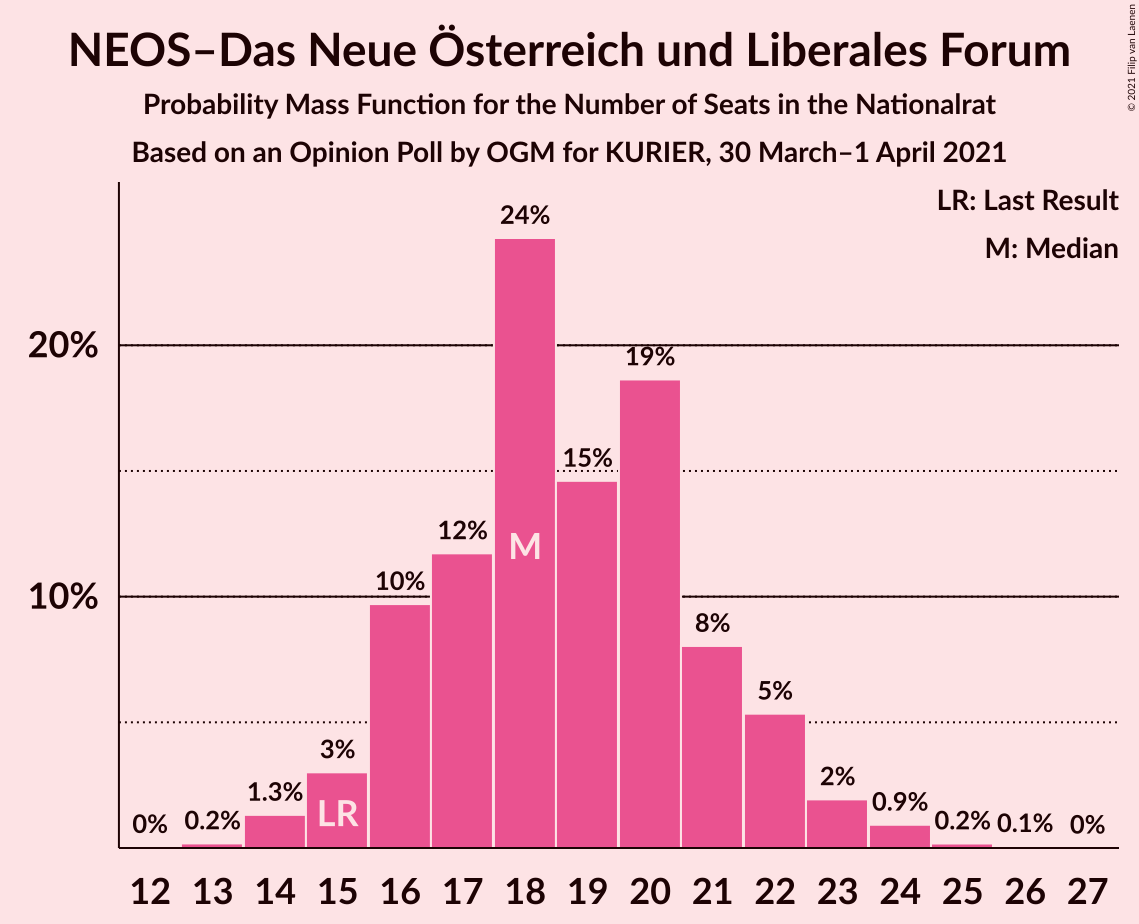 NEOS–Das Neue Österreich und Liberales Forum
Probability Mass Function for the Number of Seats in the Nationalrat
Based on an Opinion Poll by OGM for KURIER, 30 March–1 April 2021
© 2021 Filip van Laenen
LR: Last Result
M: Median
20%
10%
0%
0.2%
1.3%
3%
10%
12%
24%
15%
19%
8%
5%
2%
0.9%
0.2%
0.1%
0%
LR
M
12 13 14 15 16 17 18 19 20 21 22 23 24 25 26 27